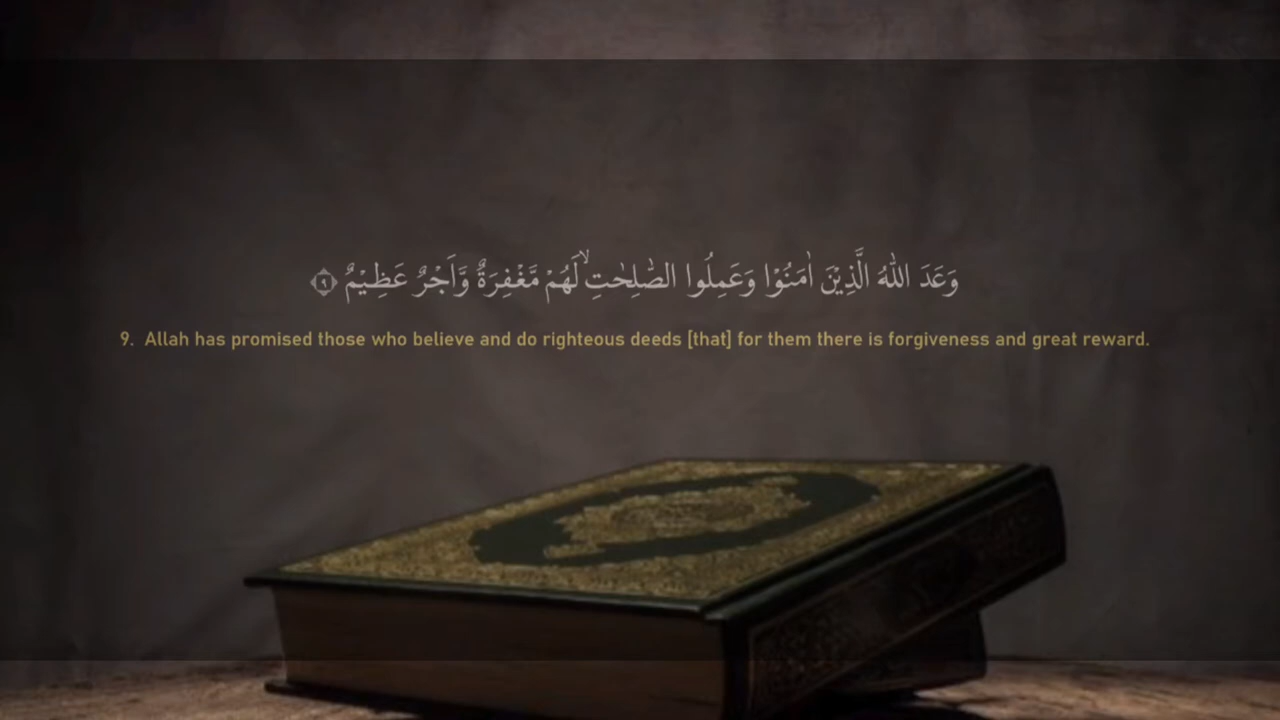 وَعَدَ اللّٰهُ الَّذِيْنَ اٰمَنُوْا وَعَمِلُوا الصّٰلِحٰتِ ۙ لَهُمْ مَّغْفِرَةٌ وَّاَجْرٌ عَظِيْمٌ ﴿٩﴾
9. Allah has promised those who believe and do righteous deeds [that] for them there is forgiveness and great reward.